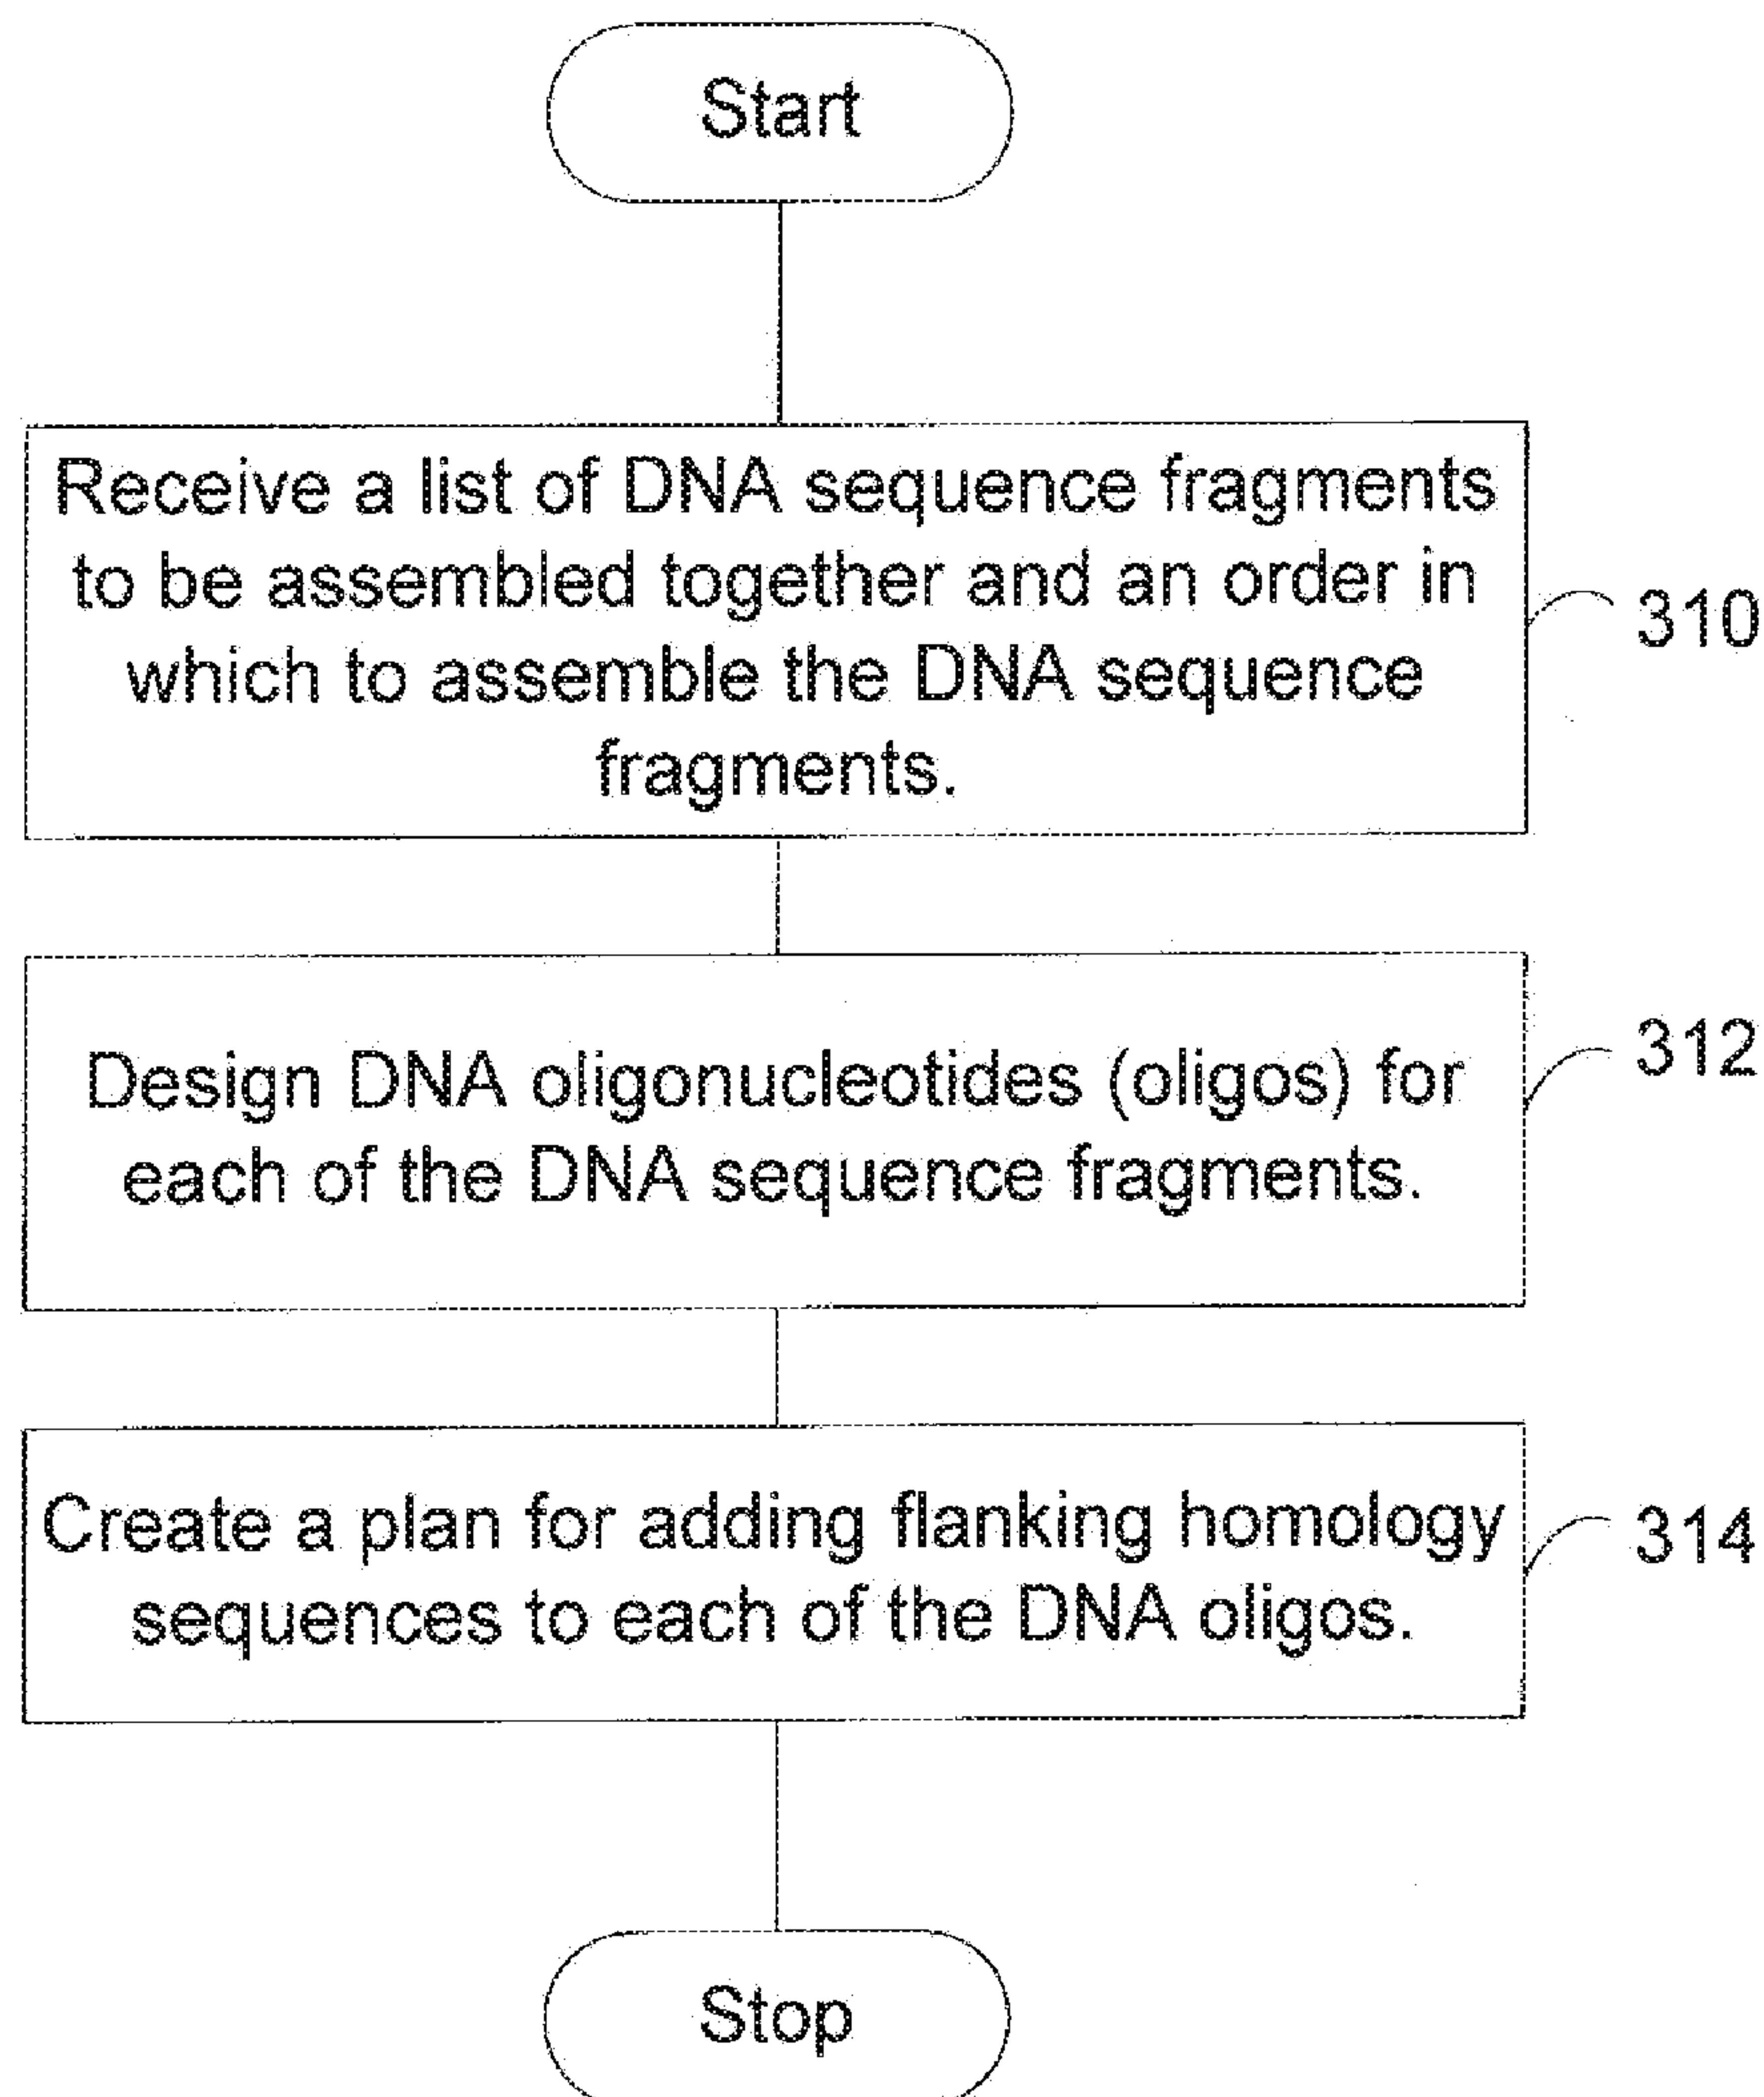 Start
Receive a list of DNA sequence fragments
to be assembled together and an order in
which to assemble the DNA sequence
fragments.
310
Design DNA oligonucleotides (oligos) for
each of the DNA sequence fragments.
312
Create a plan for adding flanking homology
sequences to each of the DNA oligos.
314
Stop